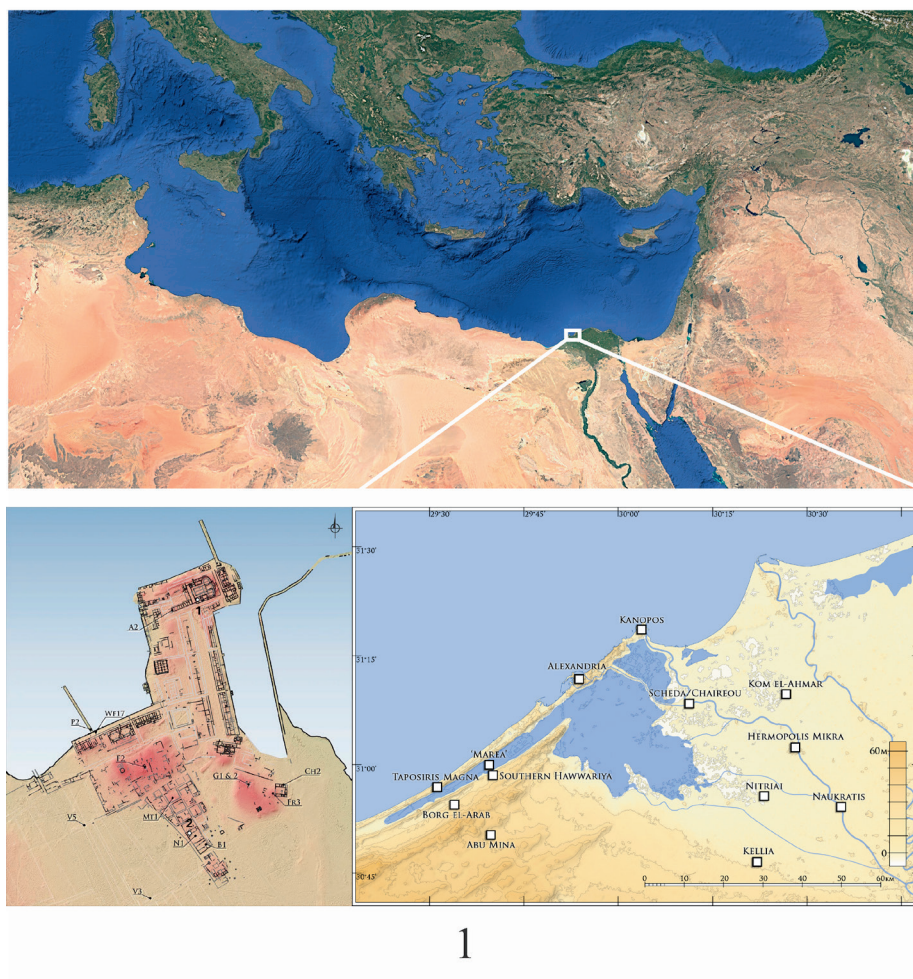 29°30'
29°45'
30°00'
30°15'
30°30'
31°30'
31°15'
31°00'
30°45'
1
A2
P2
WF17
F2
G1 & 2
CH2
FR3
V5
MT1
2
N1
B1
V3
KANOPOS
ALEXANDRIA
SCHEDA/CHAIREOU
KOM EL-AHMAR
HERMOPOLIS MIKRA
'MAREA'
SOUTHERN HAWWARIYA
TAPOSIRIS MAGNA
NITRIAI
NAUKRATIS
BORG EL-ARAB
ABU MINA
KELLIA
60M
0
0 10 20 30 40 50 60KM
1